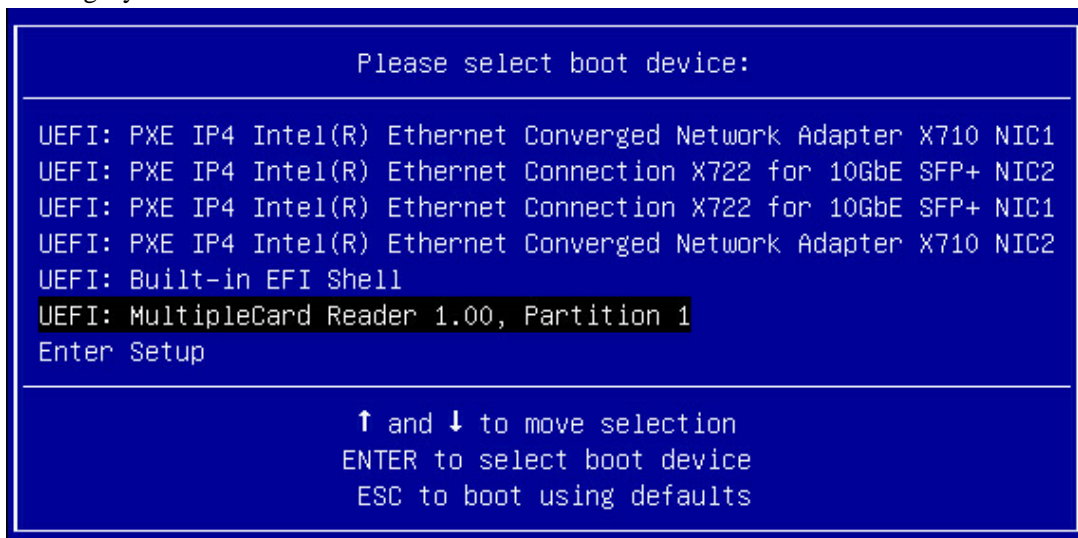 Please select boot device:
UEFI: PXE IP4 Intel(R) Ethernet Converged Network Adapter X710 NIC1
UEFI: PXE IP4 Intel(R) Ethernet Connection X722 for 10GbE SFP+ NIC2
UEFI: PXE IP4 Intel(R) Ethernet Connection X722 for 10GbE SFP+ NIC1
UEFI: PXE IP4 Intel(R) Ethernet Converged Network Adapter X710 NIC2
UEFI: Built-in EFI Shell
UEFI: MultipleCard Reader 1.00, Partition 1
Enter Setup
↑ and ↓ to move selection
ENTER to select boot device
ESC to boot using defaults